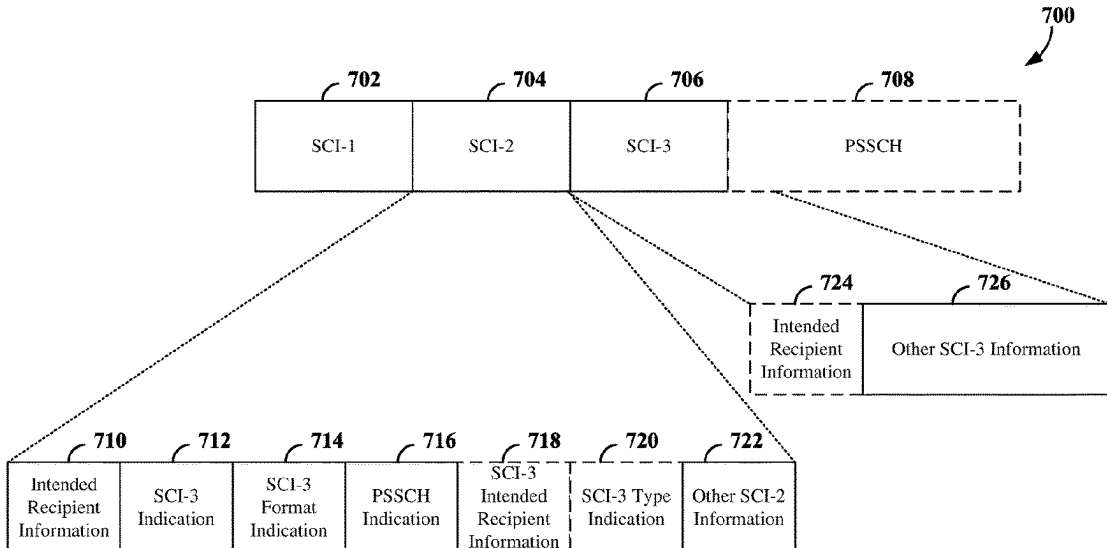 700
702
704
706
708
SCI-1
SCI-2
SCI-3
PSSCH
724
726
Intended
Recipient
Information
Other SCI-3 Information
710
712
714
716
718
720
722
Intended
Recipient
Information
SCI-3
Indication
SCI-3
Format
Indication
PSSCH
Indication
SCI-3
Intended
Recipient
Information
SCI-3 Type
Indication
Other SCI-2
Information